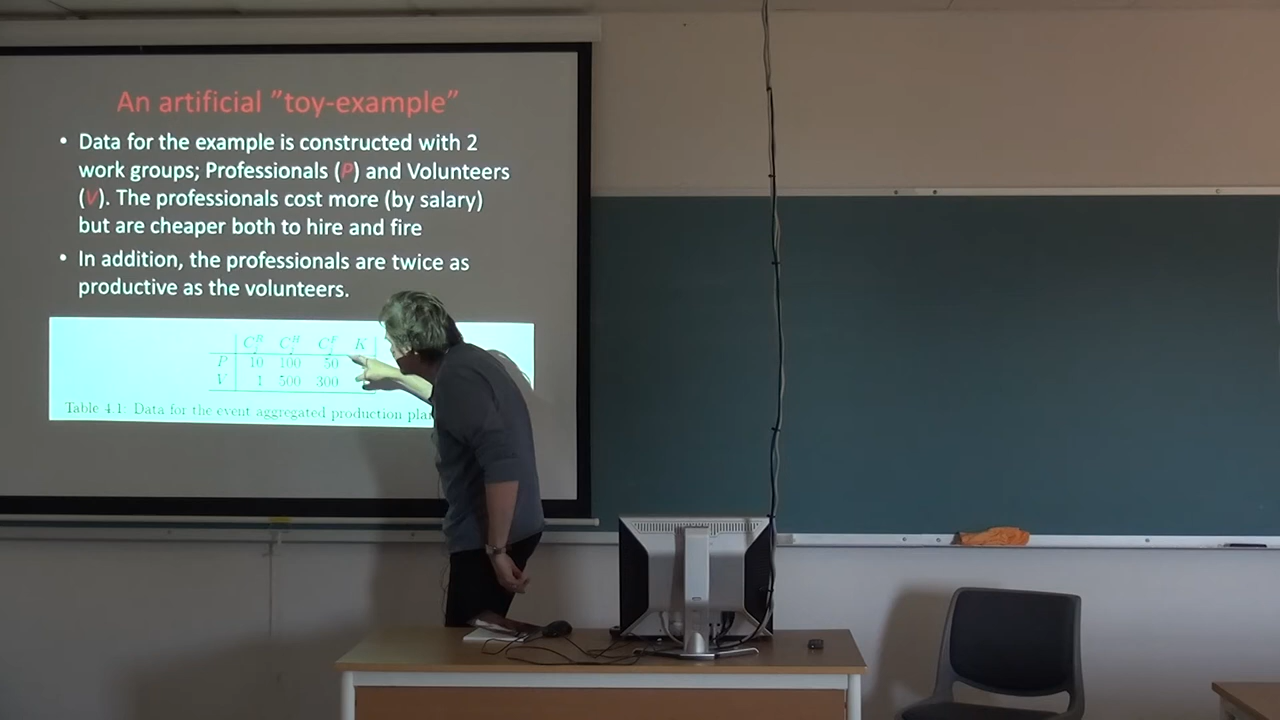 An artificial ”toy-example”
• Data for the example is constructed with 2
work groups; Professionals (P) and Volunteers
(V). The professionals cost more (by salary)
but are cheaper both to hire and fire
• In addition, the professionals are twice as
productive as the volunteers.
C_i^R C_i^H C_i^F K
P 10 100 50
V 1 500 300
Table 4.1: Data for the event aggregated production